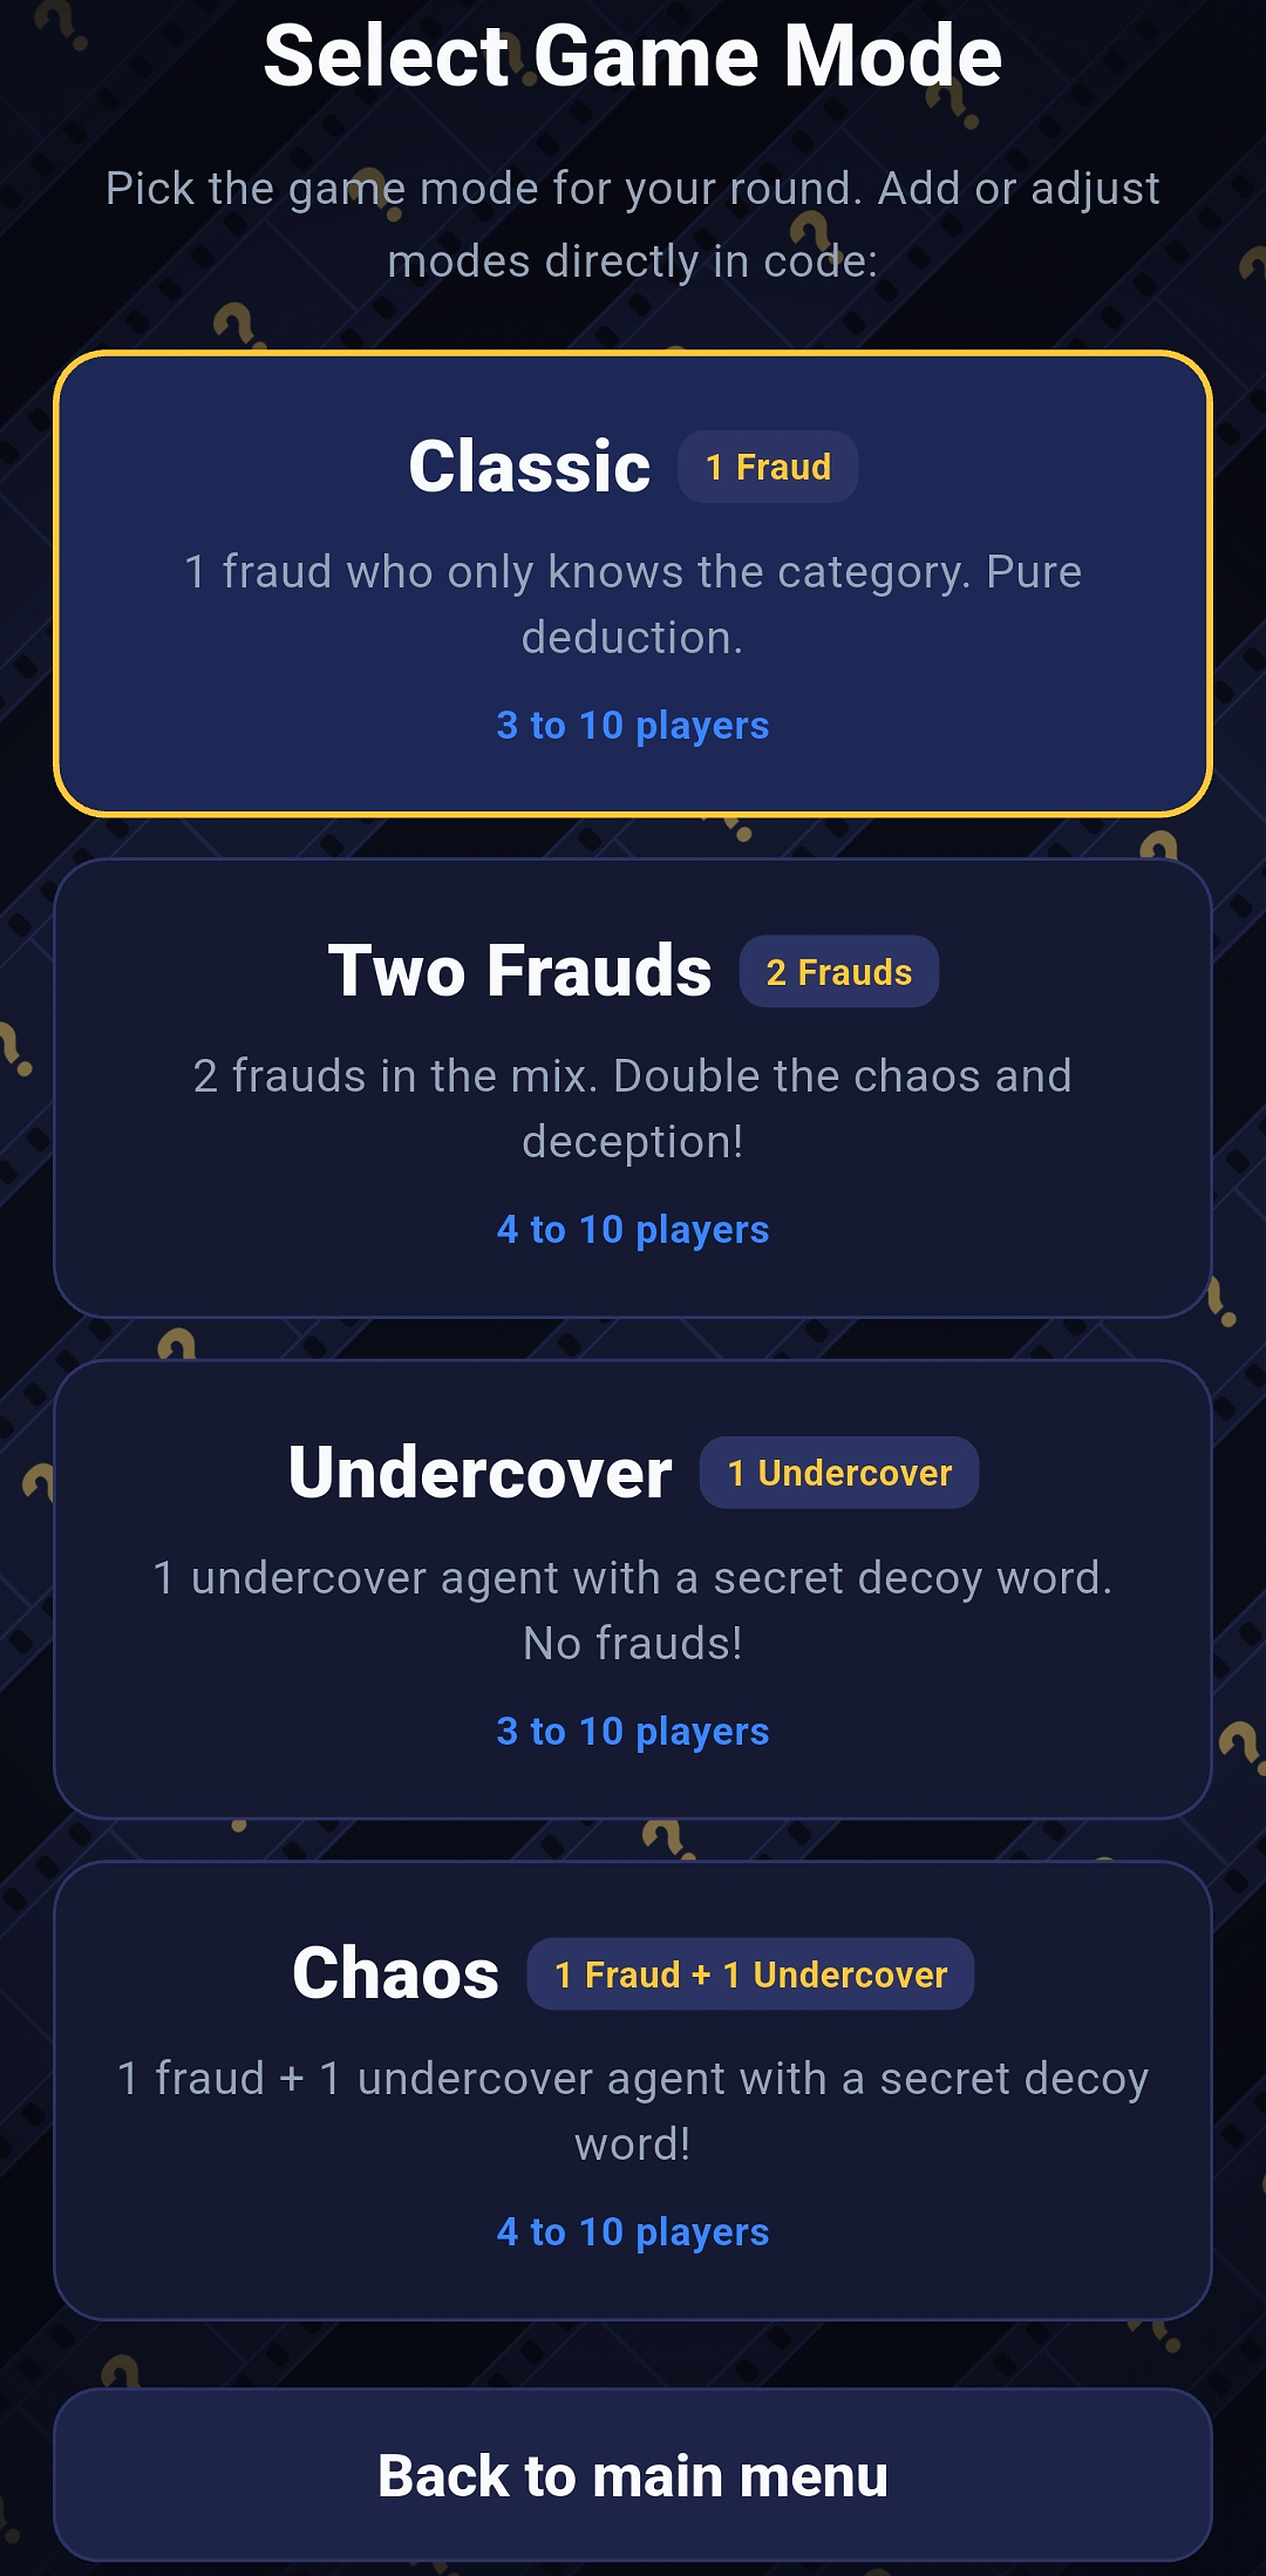 Select Game Mode
Pick the game mode for your round. Add or adjust
modes directly in code:
Classic 1 Fraud
1 fraud who only knows the category. Pure
deduction.
3 to 10 players
Two Frauds 2 Frauds
2 frauds in the mix. Double the chaos and
deception!
4 to 10 players
Undercover 1 Undercover
1 undercover agent with a secret decoy word.
No frauds!
3 to 10 players
Chaos 1 Fraud + 1 Undercover
1 fraud + 1 undercover agent with a secret decoy
word!
4 to 10 players
Back to main menu